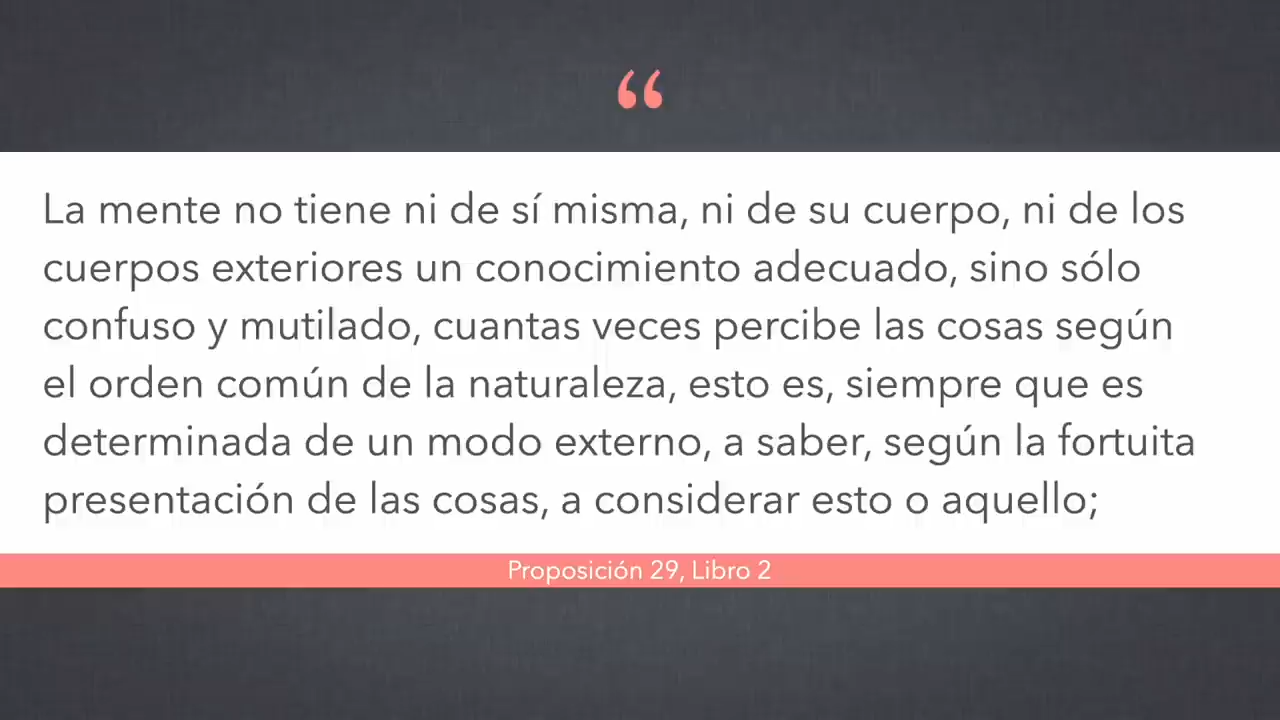 “
La mente no tiene ni de sí misma, ni de su cuerpo, ni de los
cuerpos exteriores un conocimiento adecuado, sino sólo
confuso y mutilado, cuantas veces percibe las cosas según
el orden común de la naturaleza, esto es, siempre que es
determinada de un modo externo, a saber, según la fortuita
presentación de las cosas, a considerar esto o aquello;
Proposición 29, Libro 2